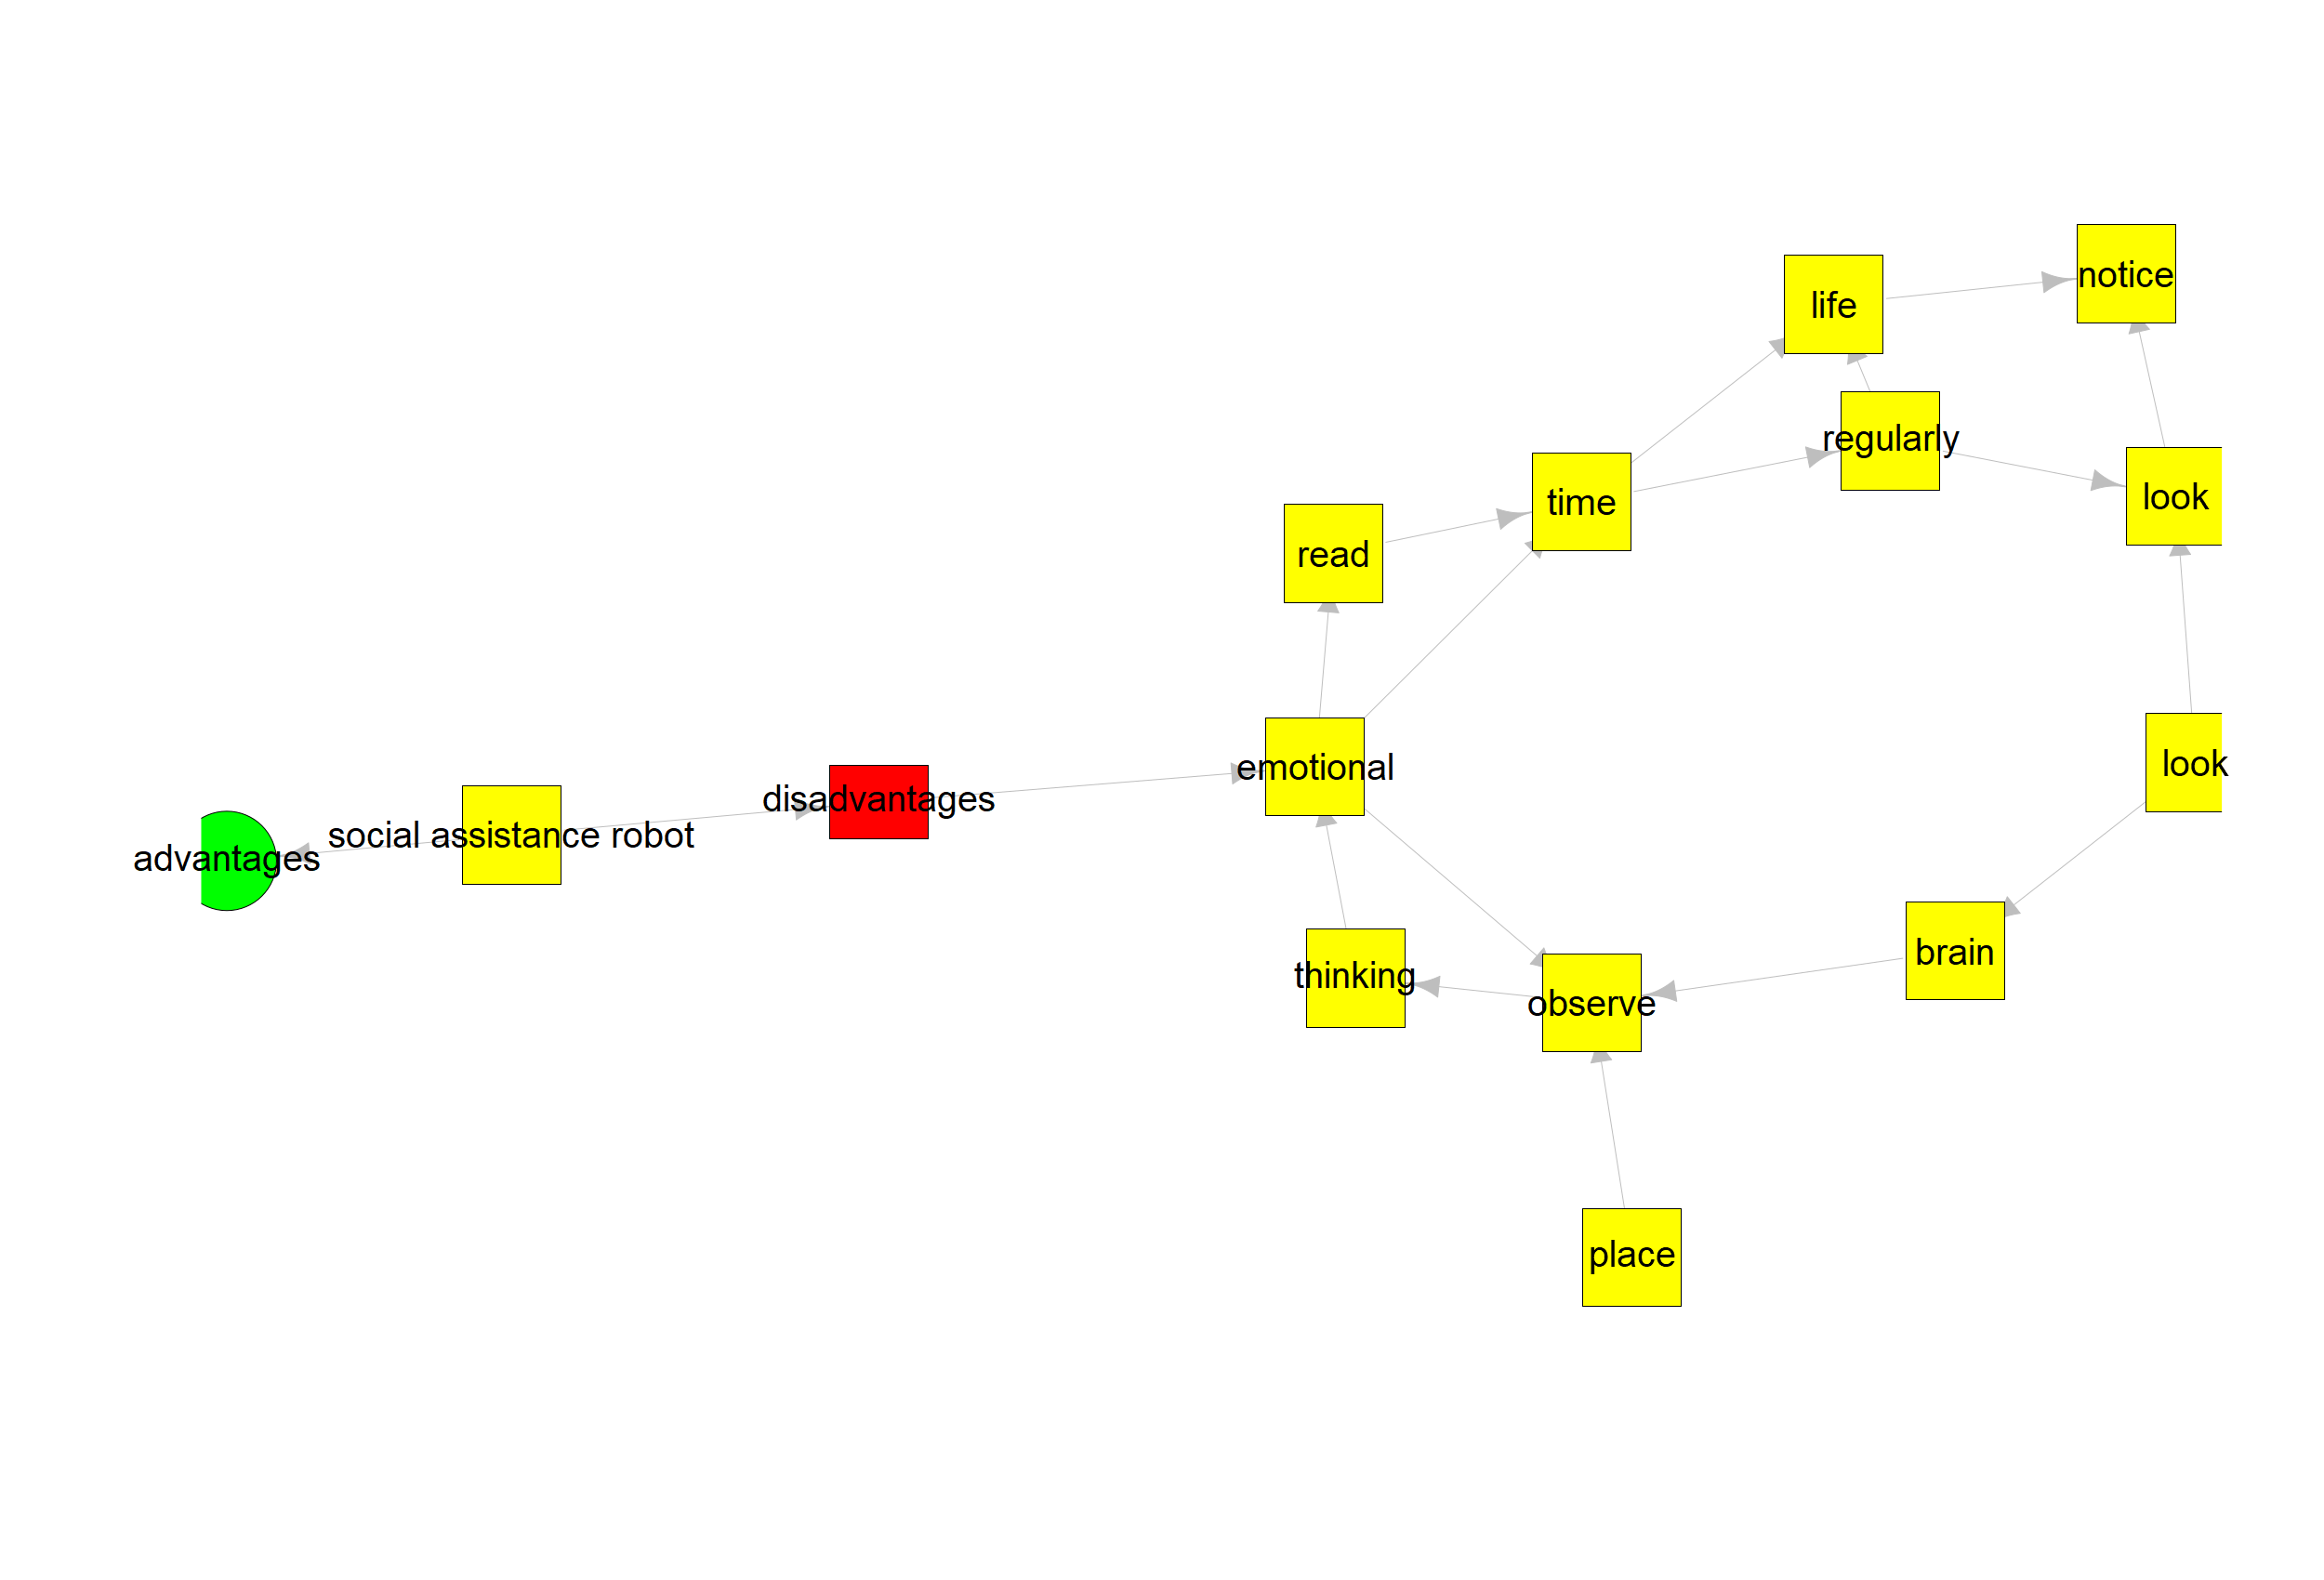 notice
life
regularly
look
time
read
look
emotional
disadvantages
social assistance robot
advantages
brain
thinking
observe
place